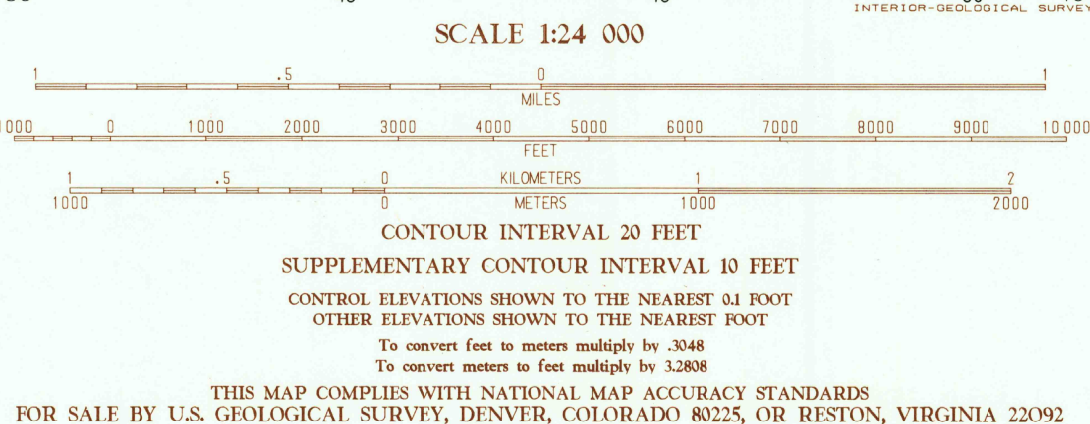 INTERIOR-GEOLOGICAL SURVEY
SCALE 1:24 000
1 .5 0 1
MILES
1000 0 1000 2000 3000 4000 5000 6000 7000 8000 9000 10 000
FEET
1 .5 0 KILOMETERS 1 2
1000 0 METERS 1000 2000
CONTOUR INTERVAL 20 FEET
SUPPLEMENTARY CONTOUR INTERVAL 10 FEET
CONTROL ELEVATIONS SHOWN TO THE NEAREST 0.1 FOOT
OTHER ELEVATIONS SHOWN TO THE NEAREST FOOT
To convert feet to meters multiply by .3048
To convert meters to feet multiply by 3.2808
THIS MAP COMPLIES WITH NATIONAL MAP ACCURACY STANDARDS
FOR SALE BY U.S. GEOLOGICAL SURVEY, DENVER, COLORADO 80225, OR RESTON, VIRGINIA 22092